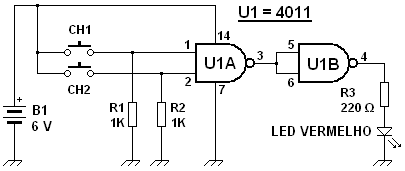 U1 = 4011
CH1
14
1
CH2
2
U1A
3
5
6
U1B
4
7
R1
1K
R2
1K
B1
6 V
+
R3
220 Ω
LED VERMELHO